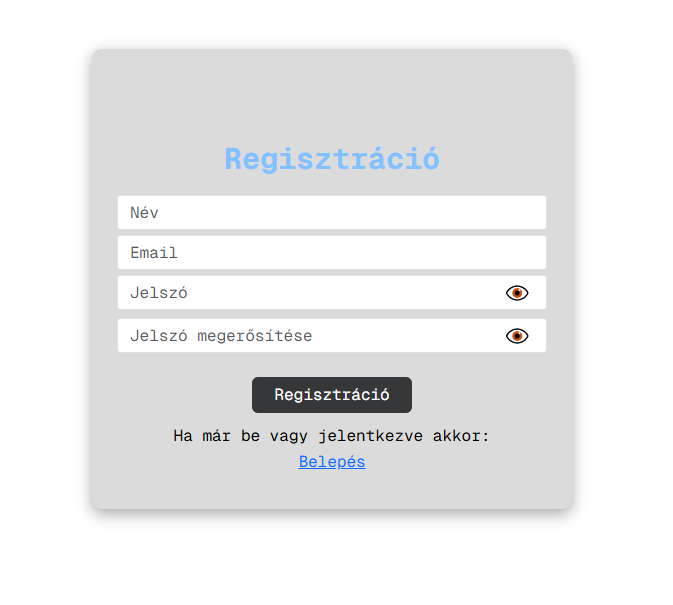 Regisztráció
Név
Email
Jelszó
Jelszó megerősítése
Regisztráció
Ha már be vagy jelentkezve akkor:
Belepés